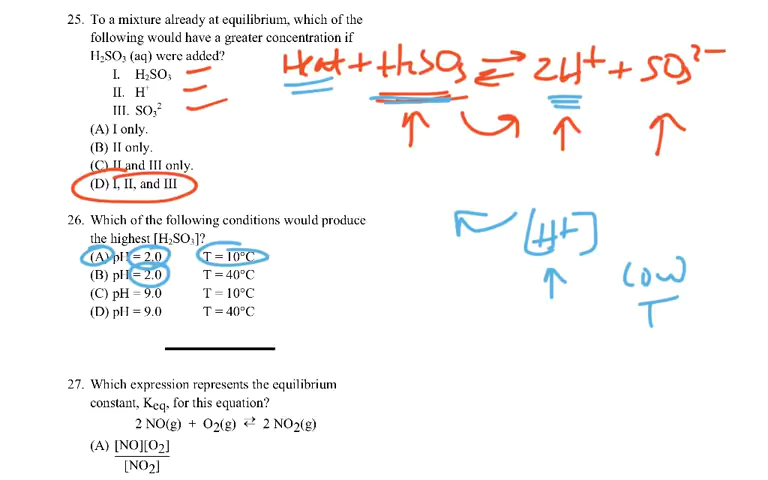 25. To a mixture already at equilibrium, which of the
following would have a greater concentration if
H₂SO₃ (aq) were added?
I. H₂SO₃
II. H⁺
III. SO₃²
(A) I only.
(B) II only.
(C) II and III only.
(D) I, II, and III
Heat + H₂SO₃ ⇄ 2H⁺ + SO₃²⁻
26. Which of the following conditions would produce
the highest [H₂SO₃]?
(A) pH = 2.0 T = 10°C
(B) pH = 2.0 T = 40°C
(C) pH = 9.0 T = 10°C
(D) pH = 9.0 T = 40°C
[H+]
Low
T
27. Which expression represents the equilibrium
constant, Keq, for this equation?
2 NO(g) + O₂(g) ⇄ 2 NO₂(g)
(A) [NO][O₂]
[NO₂]